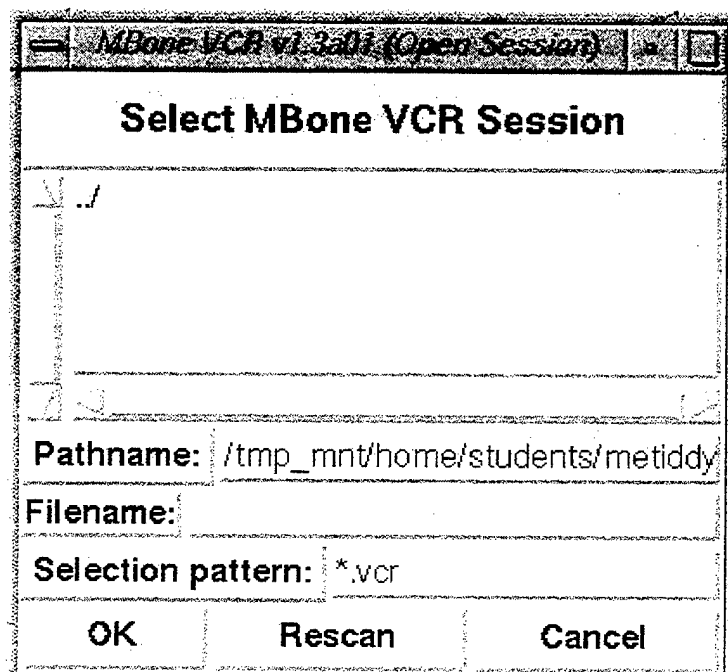 MBone VCR v1.3a01 (Open Session)
Select MBone VCR Session
../
Pathname: /tmp_mnt/home/students/metiddy
Filename:
Selection pattern: *.vcr
OK Rescan Cancel